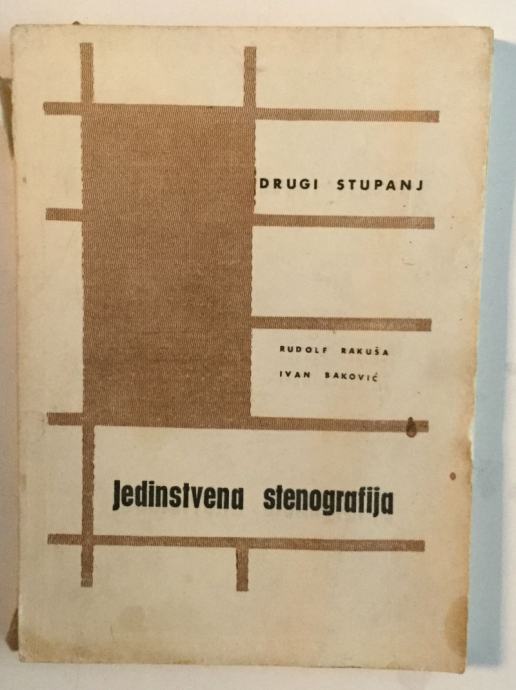 DRUGI STUPANJ
RUDOLF RAKUŠA
IVAN BAKOVIĆ
Jedinstvena stenografija